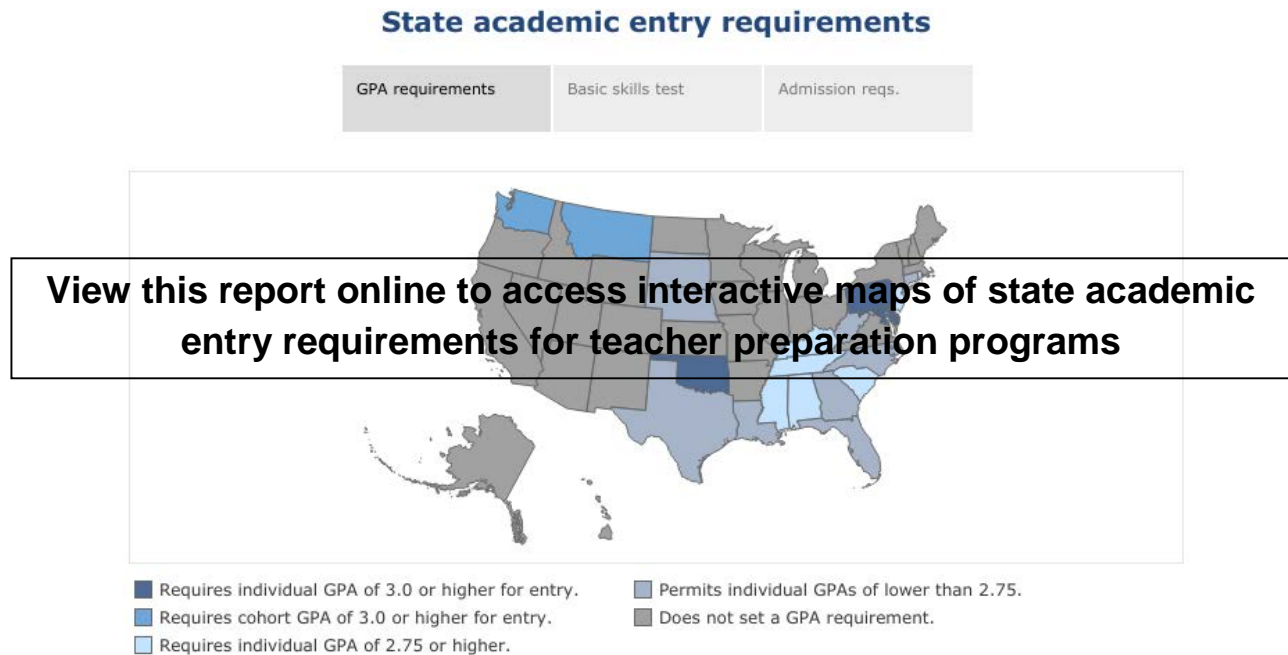 State academic entry requirements
GPA requirements
Basic skills test
Admission reqs.
View this report online to access interactive maps of state academic
entry requirements for teacher preparation programs
Requires individual GPA of 3.0 or higher for entry.
Requires cohort GPA of 3.0 or higher for entry.
Requires individual GPA of 2.75 or higher.
Permits individual GPAs of lower than 2.75.
Does not set a GPA requirement.